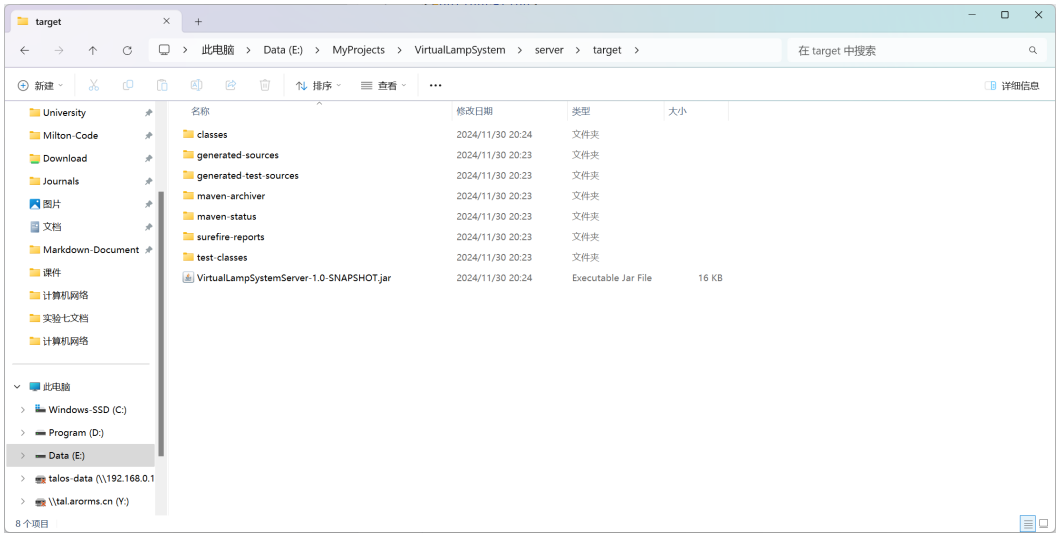 target
此电脑 > Data (E:) > MyProjects > VirtualLampSystem > server > target >
在 target 中搜索
新建
排序
查看
详细信息
University
Milton-Code
Download
Journals
图片
文档
Markdown-Document
课件
计算机网络
实验七文档
计算机网络
此电脑
Windows-SSD (C:)
Program (D:)
Data (E:)
talos-data (\\192.168.0.1
\\tal.arorms.cn (Y:)
名称 修改日期 类型 大小
classes 2024/11/30 20:24 文件夹
generated-sources 2024/11/30 20:23 文件夹
generated-test-sources 2024/11/30 20:23 文件夹
maven-archiver 2024/11/30 20:23 文件夹
maven-status 2024/11/30 20:23 文件夹
surefire-reports 2024/11/30 20:23 文件夹
test-classes 2024/11/30 20:23 文件夹
VirtualLampSystemServer-1.0-SNAPSHOT.jar 2024/11/30 20:24 Executable Jar File 16 KB
8 个项目